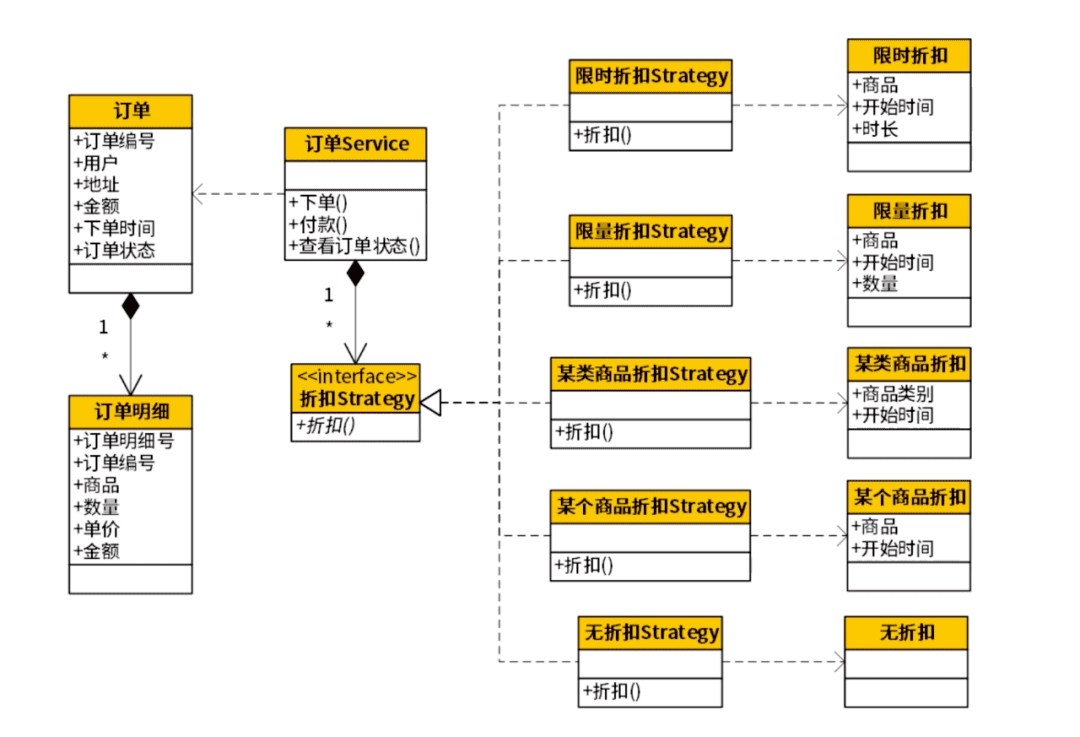 订单
+订单编号
+用户
+地址
+金额
+下单时间
+订单状态
1
*
订单明细
+订单明细号
+订单编号
+商品
+数量
+单价
+金额
订单Service
+下单()
+付款()
+查看订单状态()
1
*
<<interface>>
折扣Strategy
+折扣()
限时折扣Strategy
+折扣()
限量折扣Strategy
+折扣()
某类商品折扣Strategy
+折扣()
某个商品折扣Strategy
+折扣()
无折扣Strategy
+折扣()
限时折扣
+商品
+开始时间
+时长
限量折扣
+商品
+开始时间
+数量
某类商品折扣
+商品类别
+开始时间
某个商品折扣
+商品
+开始时间
无折扣